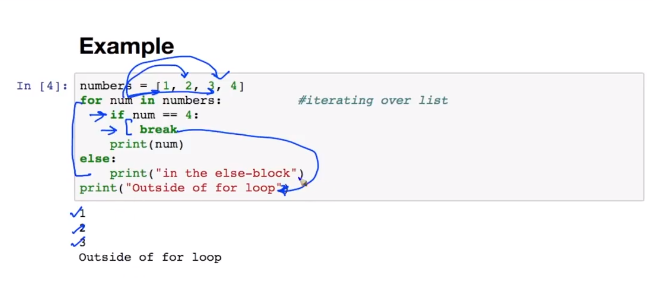 Example
In [4]: numbers = [1, 2, 3, 4]
for num in numbers: #iterating over list
if num == 4:
break
print(num)
else:
print("in the else-block")
print("Outside of for loop")
1
2
3
Outside of for loop